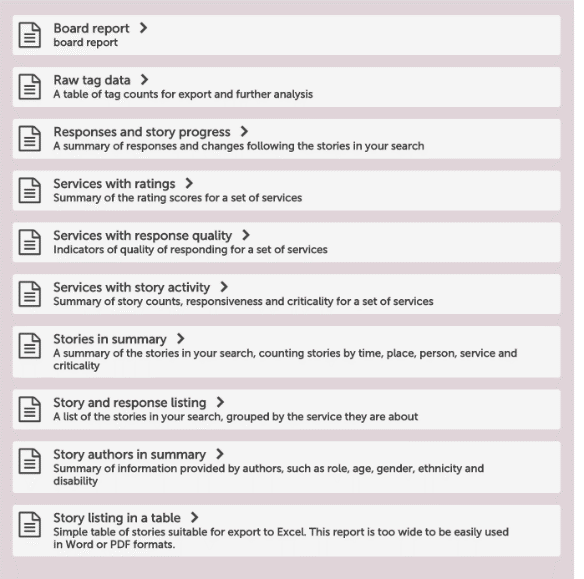 Board report
board report
Raw tag data
A table of tag counts for export and further analysis
Responses and story progress
A summary of responses and changes following the stories in your search
Services with ratings
Summary of the rating scores for a set of services
Services with response quality
Indicators of quality of responding for a set of services
Services with story activity
Summary of story counts, responsiveness and criticality for a set of services
Stories in summary
A summary of the stories in your search, counting stories by time, place, person, service and
criticality
Story and response listing
A list of the stories in your search, grouped by the service they are about
Story authors in summary
Summary of information provided by authors, such as role, age, gender, ethnicity and
disability
Story listing in a table
Simple table of stories suitable for export to Excel. This report is too wide to be easily used
in Word or PDF formats.